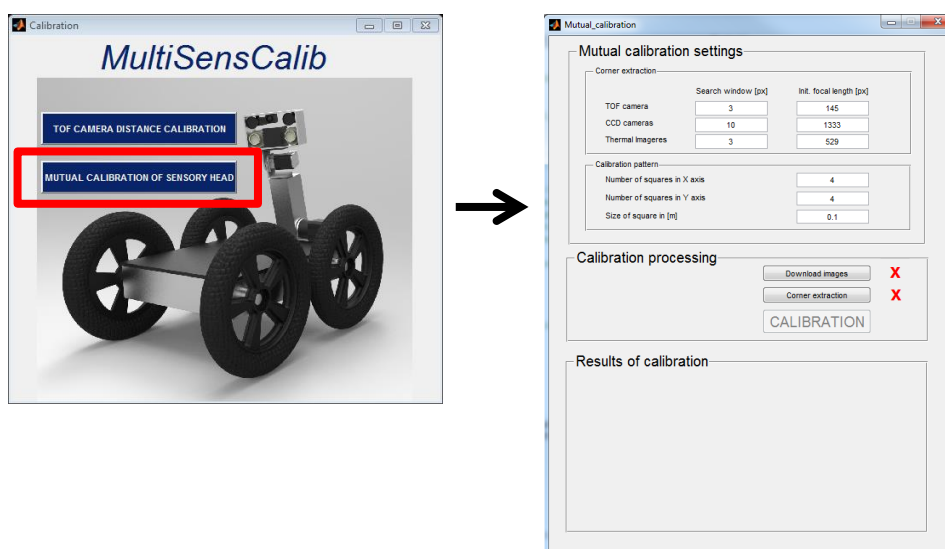 Calibration
MultiSensCalib
TOF CAMERA DISTANCE CALIBRATION
MUTUAL CALIBRATION OF SENSORY HEAD
Mutual_calibration
Mutual calibration settings
Corner extraction
Search window [px] Init. focal length [px]
TOF camera 3 145
CCD cameras 10 1333
Thermal Imageres 3 529
Calibration pattern
Number of squares in X axis 4
Number of squares in Y axis 4
Size of square in [m] 0.1
Calibration processing
Download images X
Corner extraction X
CALIBRATION
Results of calibration